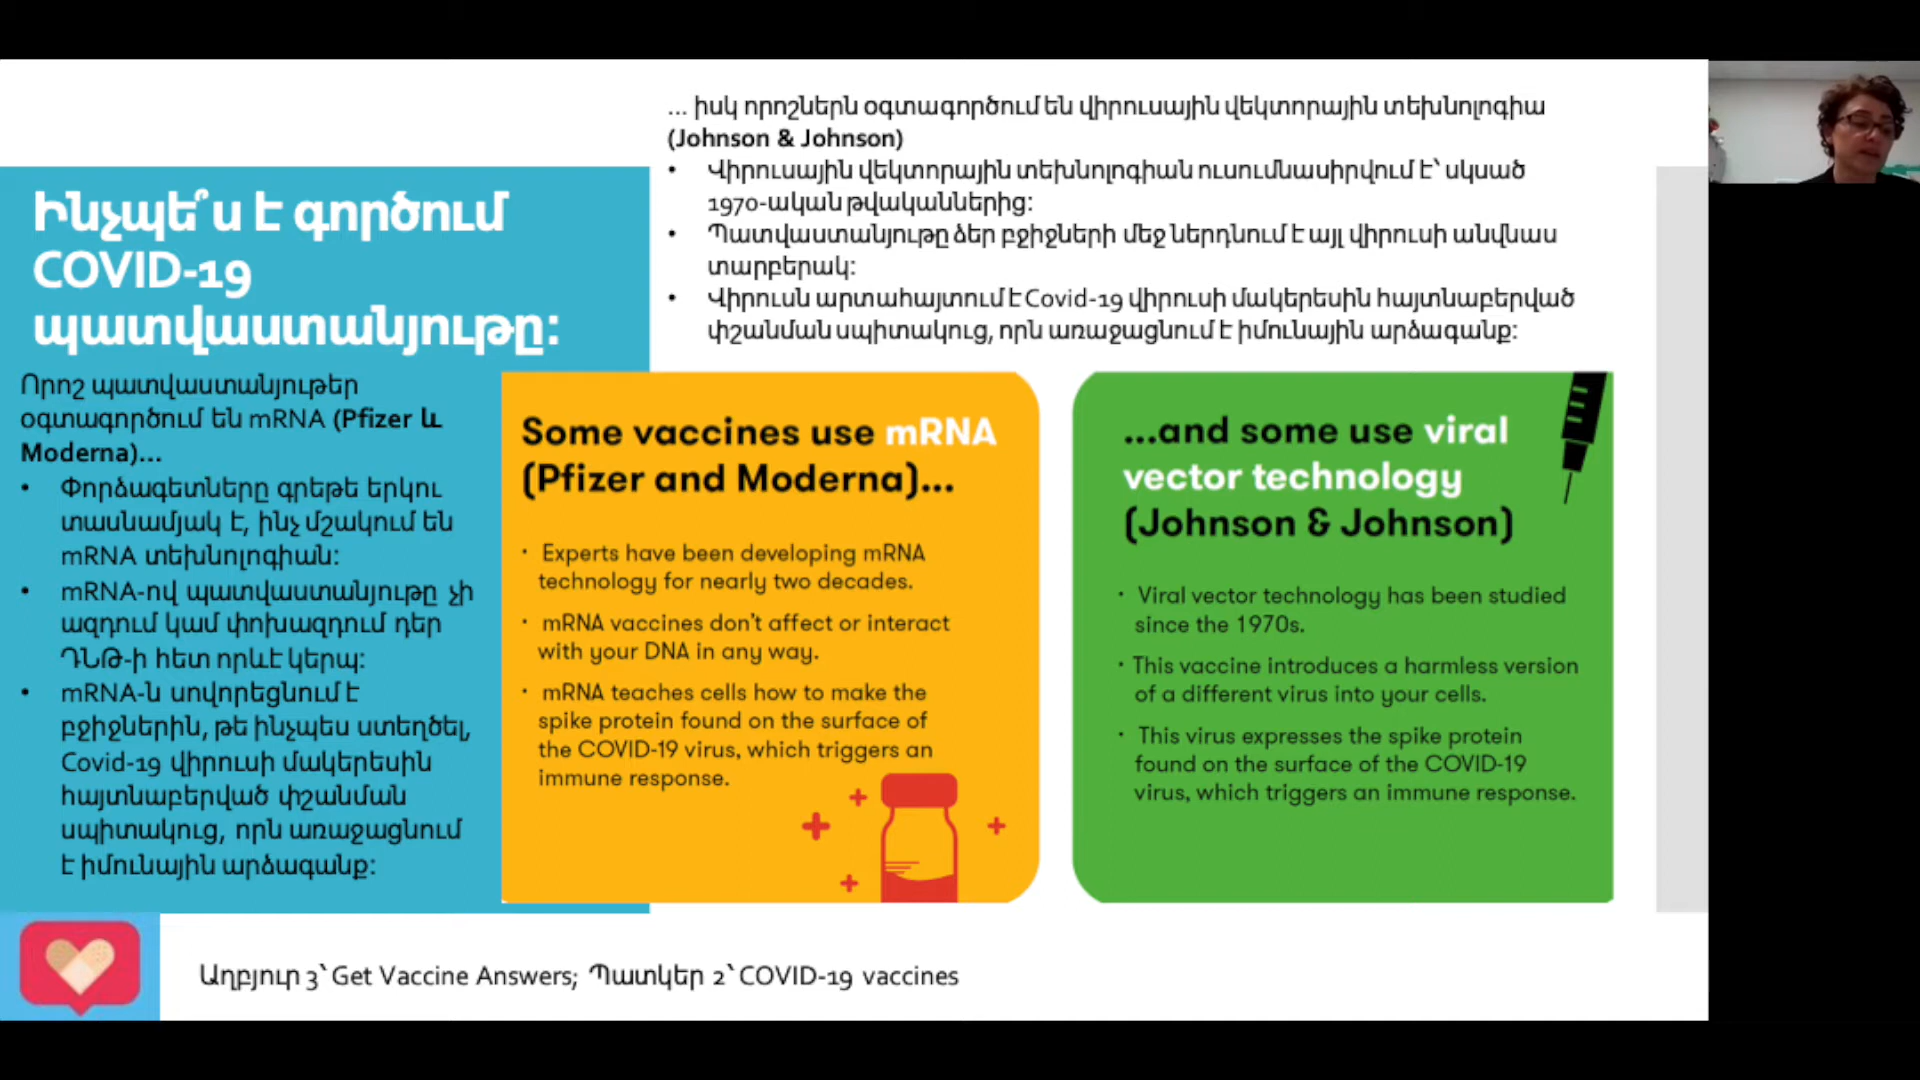 Ինչպե՞ս է գործում
COVID-19
պատվաստանյութը:
Որոշ պատվաստանյութեր
օգտագործում են mRNA (Pfizer և
Moderna)...
• Փորձագետները գրեթե երկու
տասնամյակ է, ինչ մշակում են
mRNA տեխնոլոգիան:
• mRNA-ով պատվաստանյութը չի
ազդում կամ փոխազդում դեր
ԴՆԹ-ի հետ որևէ կերպ:
• mRNA-ն սովորեցնում է
բջիջներին, թե ինչպես ստեղծել,
Covid-19 վիրուսի մակերեսին
հայտնաբերված փշանման
սպիտակուց, որն առաջացնում
է իմունային արձագանք:
... իսկ որոշներն օգտագործում են վիրուսային վեկտորային տեխնոլոգիա
(Johnson & Johnson)
• Վիրուսային վեկտորային տեխնոլոգիան ուսումնասիրվում է՝ սկսած
1970-ական թվականներից:
• Պատվաստանյութը ձեր բջիջների մեջ ներդնում է այլ վիրուսի անվնաս
տարբերակ:
• Վիրուսն արտահայտում է Covid-19 վիրուսի մակերեսին հայտնաբերված
փշանման սպիտակուց, որն առաջացնում է իմունային արձագանք:
Some vaccines use mRNA
(Pfizer and Moderna)...
• Experts have been developing mRNA
technology for nearly two decades.
• mRNA vaccines don't affect or interact
with your DNA in any way.
• mRNA teaches cells how to make the
spike protein found on the surface of
the COVID-19 virus, which triggers an
immune response.
...and some use viral
vector technology
(Johnson & Johnson)
• Viral vector technology has been studied
since the 1970s.
• This vaccine introduces a harmless version
of a different virus into your cells.
• This virus expresses the spike protein
found on the surface of the COVID-19
virus, which triggers an immune response.
Աղբյուր 3՝ Get Vaccine Answers; Պատկեր 2՝ COVID-19 vaccines